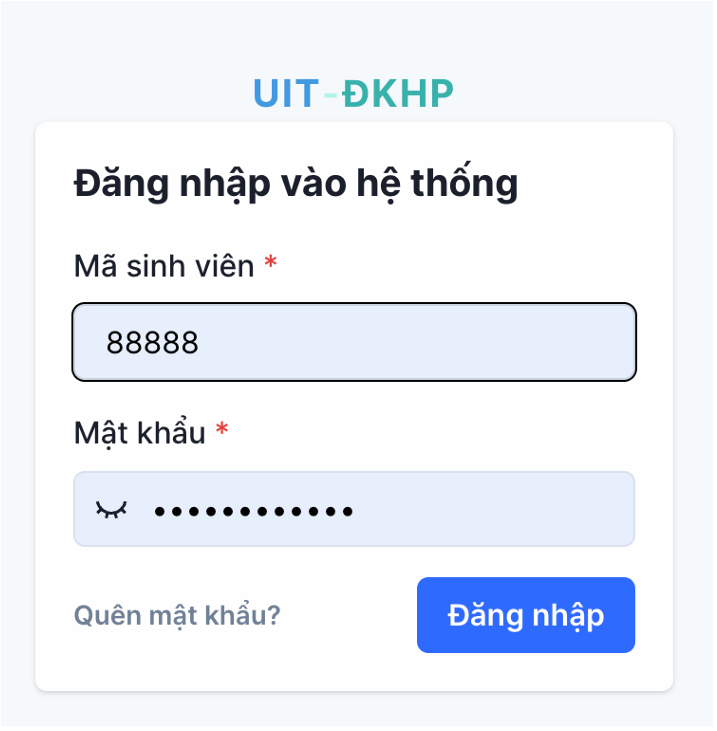 UIT-ĐKHP
Đăng nhập vào hệ thống
Mã sinh viên *
88888
Mật khẩu *
••••••••••••
Quên mật khẩu?
Đăng nhập